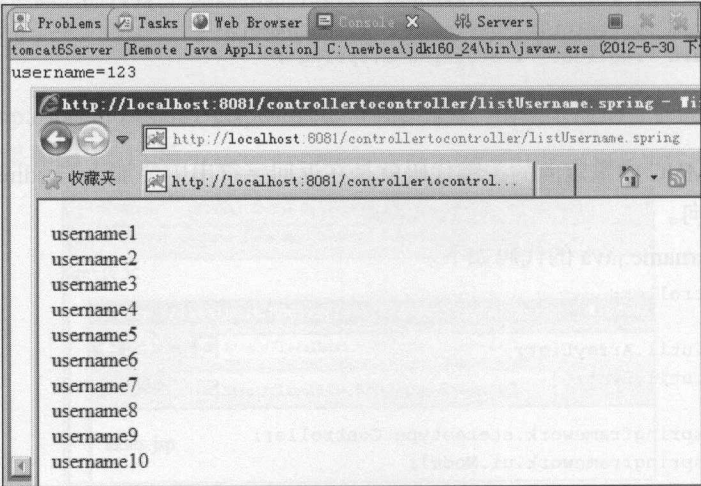 Problems Tasks Web Browser Console Servers
tomcat6Server [Remote Java Application] C:\newbea\jdk160_24\bin\javaw.exe (2012-6-30 下
username=123
http://localhost:8081/controllertocontroller/listUsername.spring - Wi
http://localhost:8081/controllertocontroller/listUsername.spring
收藏夹 http://localhost:8081/controllertocontrol...
username1
username2
username3
username4
username5
username6
username7
username8
username9
username10